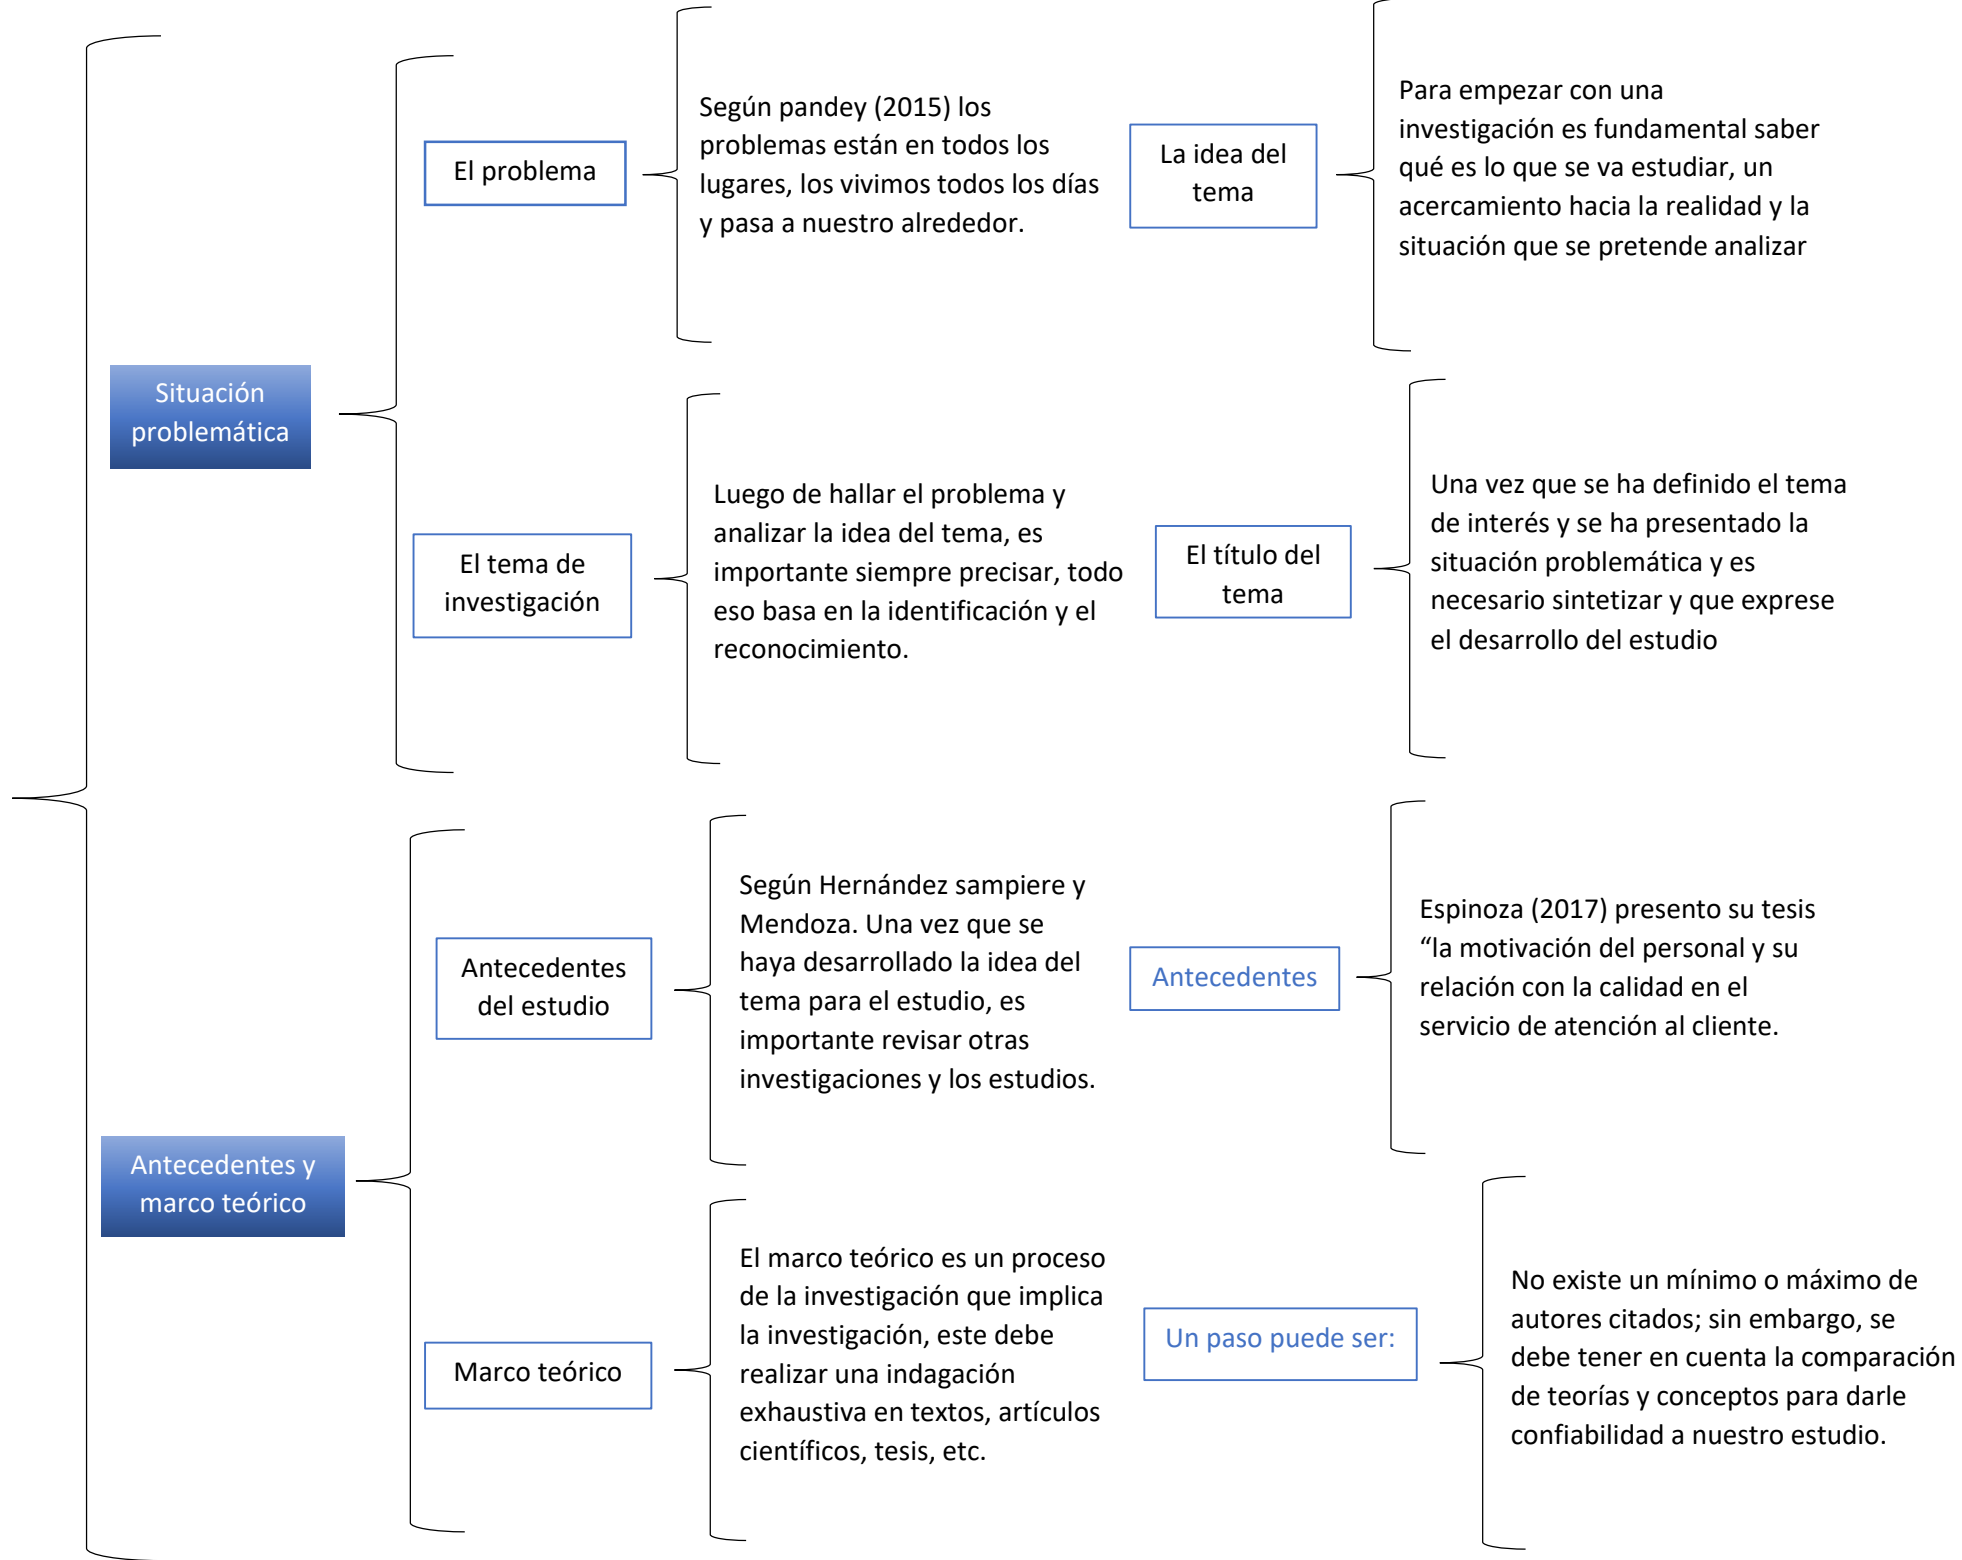 Situación
problemática
El problema
Según pandey (2015) los
problemas están en todos los
lugares, los vivimos todos los días
y pasa a nuestro alrededor.
La idea del
tema
Para empezar con una
investigación es fundamental saber
qué es lo que se va estudiar, un
acercamiento hacia la realidad y la
situación que se pretende analizar
El tema de
investigación
Luego de hallar el problema y
analizar la idea del tema, es
importante siempre precisar, todo
eso basa en la identificación y el
reconocimiento.
El título del
tema
Una vez que se ha definido el tema
de interés y se ha presentado la
situación problemática y es
necesario sintetizar y que exprese
el desarrollo del estudio
Antecedentes y
marco teórico
Antecedentes
del estudio
Según Hernández sampiere y
Mendoza. Una vez que se
haya desarrollado la idea del
tema para el estudio, es
importante revisar otras
investigaciones y los estudios.
Antecedentes
Espinoza (2017) presento su tesis
“la motivación del personal y su
relación con la calidad en el
servicio de atención al cliente.
Marco teórico
El marco teórico es un proceso
de la investigación que implica
la investigación, este debe
realizar una indagación
exhaustiva en textos, artículos
científicos, tesis, etc.
Un paso puede ser:
No existe un mínimo o máximo de
autores citados; sin embargo, se
debe tener en cuenta la comparación
de teorías y conceptos para darle
confiabilidad a nuestro estudio.